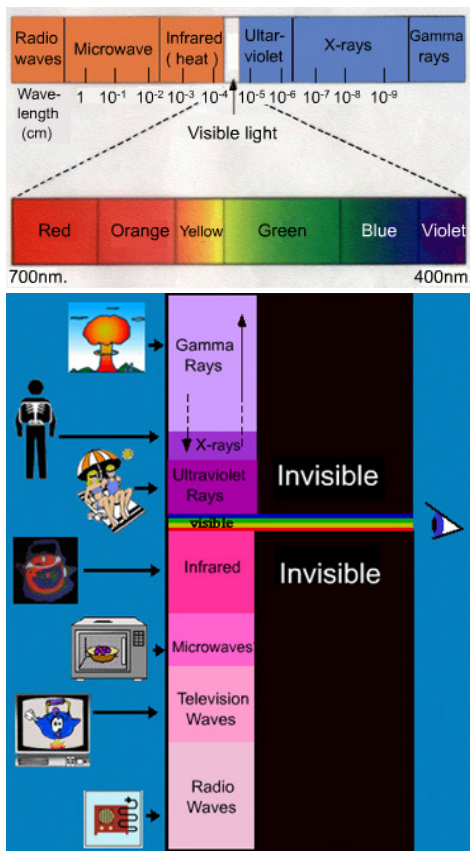 Radio
waves
Microwave
Infrared
( heat )
Ultar-
violet
X-rays
Gamma
rays
Wave-
length
(cm)
1 10-1 10-2 10-3 10-4 10-5 10-6 10-7 10-8 10-9
Visible light
Red Orange Yellow Green Blue Violet
700nm. 400nm.
Gamma
Rays
X-rays
Ultraviolet
Rays
Invisible
visible
Infrared
Invisible
Microwaves
Television
Waves
Radio
Waves